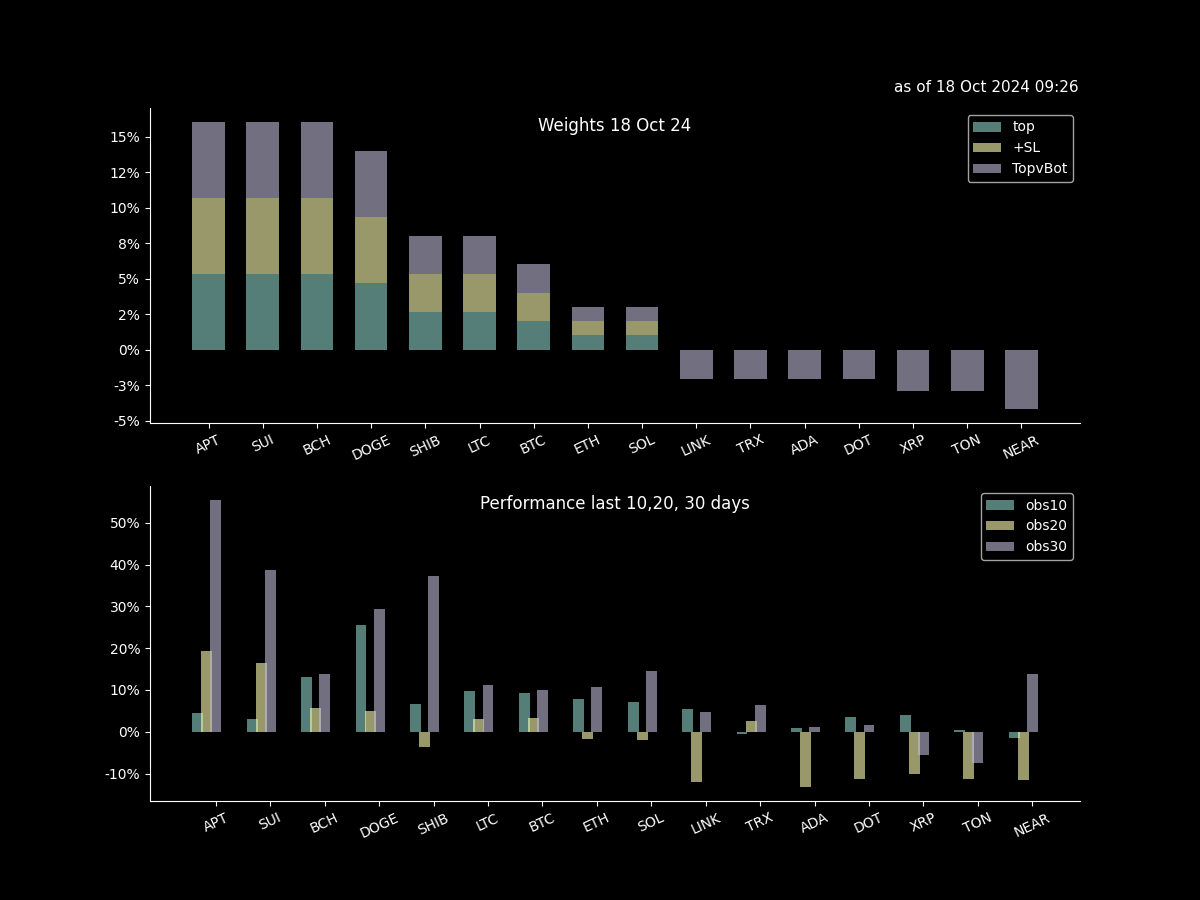 as of 18 Oct 2024 09:26
Weights 18 Oct 24
top
+SL
TopvBot
15%
12%
10%
8%
5%
2%
0%
-3%
-5%
APT SUI BCH DOGE SHIB LTC BTC ETH SOL LINK TRX ADA DOT XRP TON NEAR
Performance last 10,20, 30 days
obs10
obs20
obs30
50%
40%
30%
20%
10%
0%
-10%
APT SUI BCH DOGE SHIB LTC BTC ETH SOL LINK TRX ADA DOT XRP TON NEAR